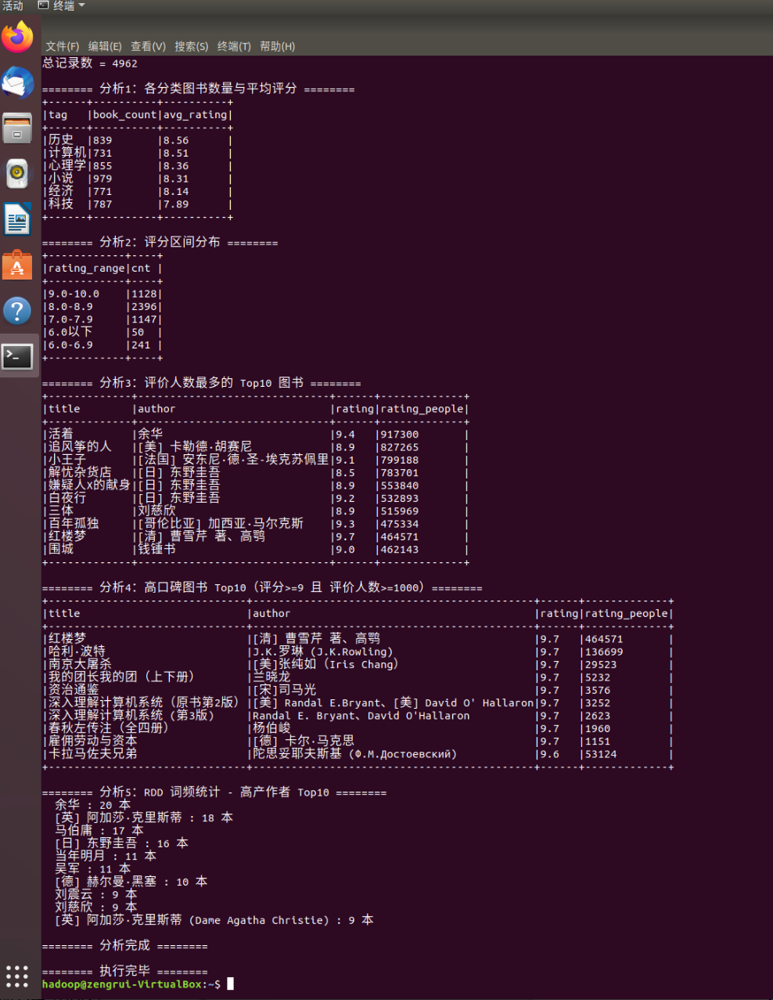 活动 终端
文件(F) 编辑(E) 查看(V) 搜索(S) 终端(T) 帮助(H)
总记录数 = 4962
======== 分析1: 各分类图书数量与平均评分 ========
+------+----------+----------+
|tag   |book_count|avg_rating|
+------+----------+----------+
|历史  |839       |8.56      |
|计算机|731       |8.51      |
|心理学|855       |8.36      |
|小说  |979       |8.31      |
|经济  |771       |8.14      |
|科技  |787       |7.89      |
+------+----------+----------+
======== 分析2: 评分区间分布 ========
+------------+----+
|rating_range|cnt |
+------------+----+
|9.0-10.0    |1128|
|8.0-8.9     |2396|
|7.0-7.9     |1147|
|6.0以下     |50  |
|6.0-6.9     |241 |
+------------+----+
======== 分析3: 评价人数最多的 Top10 图书 ========
+-------------+------------------------------+------+-------------+
|title        |author                        |rating|rating_people|
+-------------+------------------------------+------+-------------+
|活着         |余华                          |9.4   |917300       |
|追风筝的人   |[美] 卡勒德·胡赛尼            |8.9   |827265       |
|小王子       |[法国] 安东尼·德·圣-埃克苏佩里|9.1   |799188       |
|解忧杂货店   |[日] 东野圭吾                 |8.5   |783701       |
|嫌疑人X的献身|[日] 东野圭吾                 |8.9   |553840       |
|白夜行       |[日] 东野圭吾                 |9.2   |532893       |
|三体         |刘慈欣                        |8.9   |515969       |
|百年孤独     |[哥伦比亚] 加西亚·马尔克斯    |9.3   |475334       |
|红楼梦       |[清] 曹雪芹 著、高鹗          |9.7   |464571       |
|围城         |钱锺书                        |9.0   |462143       |
+-------------+------------------------------+------+-------------+
======== 分析4: 高口碑图书 Top10（评分>=9 且 评价人数>=1000）========
+-------------------------------+--------------------------------------------+------+-------------+
|title                          |author                                      |rating|rating_people|
+-------------------------------+--------------------------------------------+------+-------------+
|红楼梦                         |[清] 曹雪芹 著、高鹗                        |9.7   |464571       |
|哈利·波特                      |J.K.罗琳 (J.K.Rowling)                      |9.7   |136699       |
|南京大屠杀                     |[美]张纯如（Iris Chang）                    |9.7   |29523        |
|我的团长我的团（上下册）       |兰晓龙                                      |9.7   |5232         |
|资治通鉴                       |[宋]司马光                                  |9.7   |3576         |
|深入理解计算机系统（原书第2版）|[美] Randal E.Bryant、[美] David O' Hallaron|9.7   |3252         |
|深入理解计算机系统（第3版）    |Randal E. Bryant、David O'Hallaron          |9.7   |2623         |
|春秋左传注（全四册）           |杨伯峻                                      |9.7   |1960         |
|雇佣劳动与资本                 |[德] 卡尔·马克思                            |9.7   |1151         |
|卡拉马佐夫兄弟                 |陀思妥耶夫斯基 (Ф.М.Достоевский)            |9.6   |53124        |
+-------------------------------+--------------------------------------------+------+-------------+
======== 分析5: RDD 词频统计 - 高产作者 Top10 ========
余华 : 20 本
[英] 阿加莎·克里斯蒂 : 18 本
马伯庸 : 17 本
[日] 东野圭吾 : 16 本
当年明月 : 11 本
吴军 : 11 本
[德] 赫尔曼·黑塞 : 10 本
刘震云 : 9 本
刘慈欣 : 9 本
[英] 阿加莎·克里斯蒂 (Dame Agatha Christie) : 9 本
======== 分析完成 ========
======== 执行完毕 ========
hadoop@zengrui-VirtualBox:~$